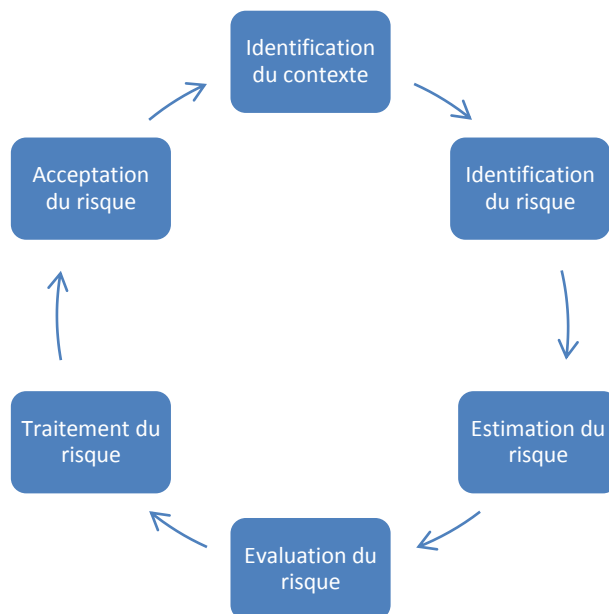 Identification
du contexte
Identification
du risque
Estimation du
risque
Evaluation du
risque
Traitement du
risque
Acceptation
du risque